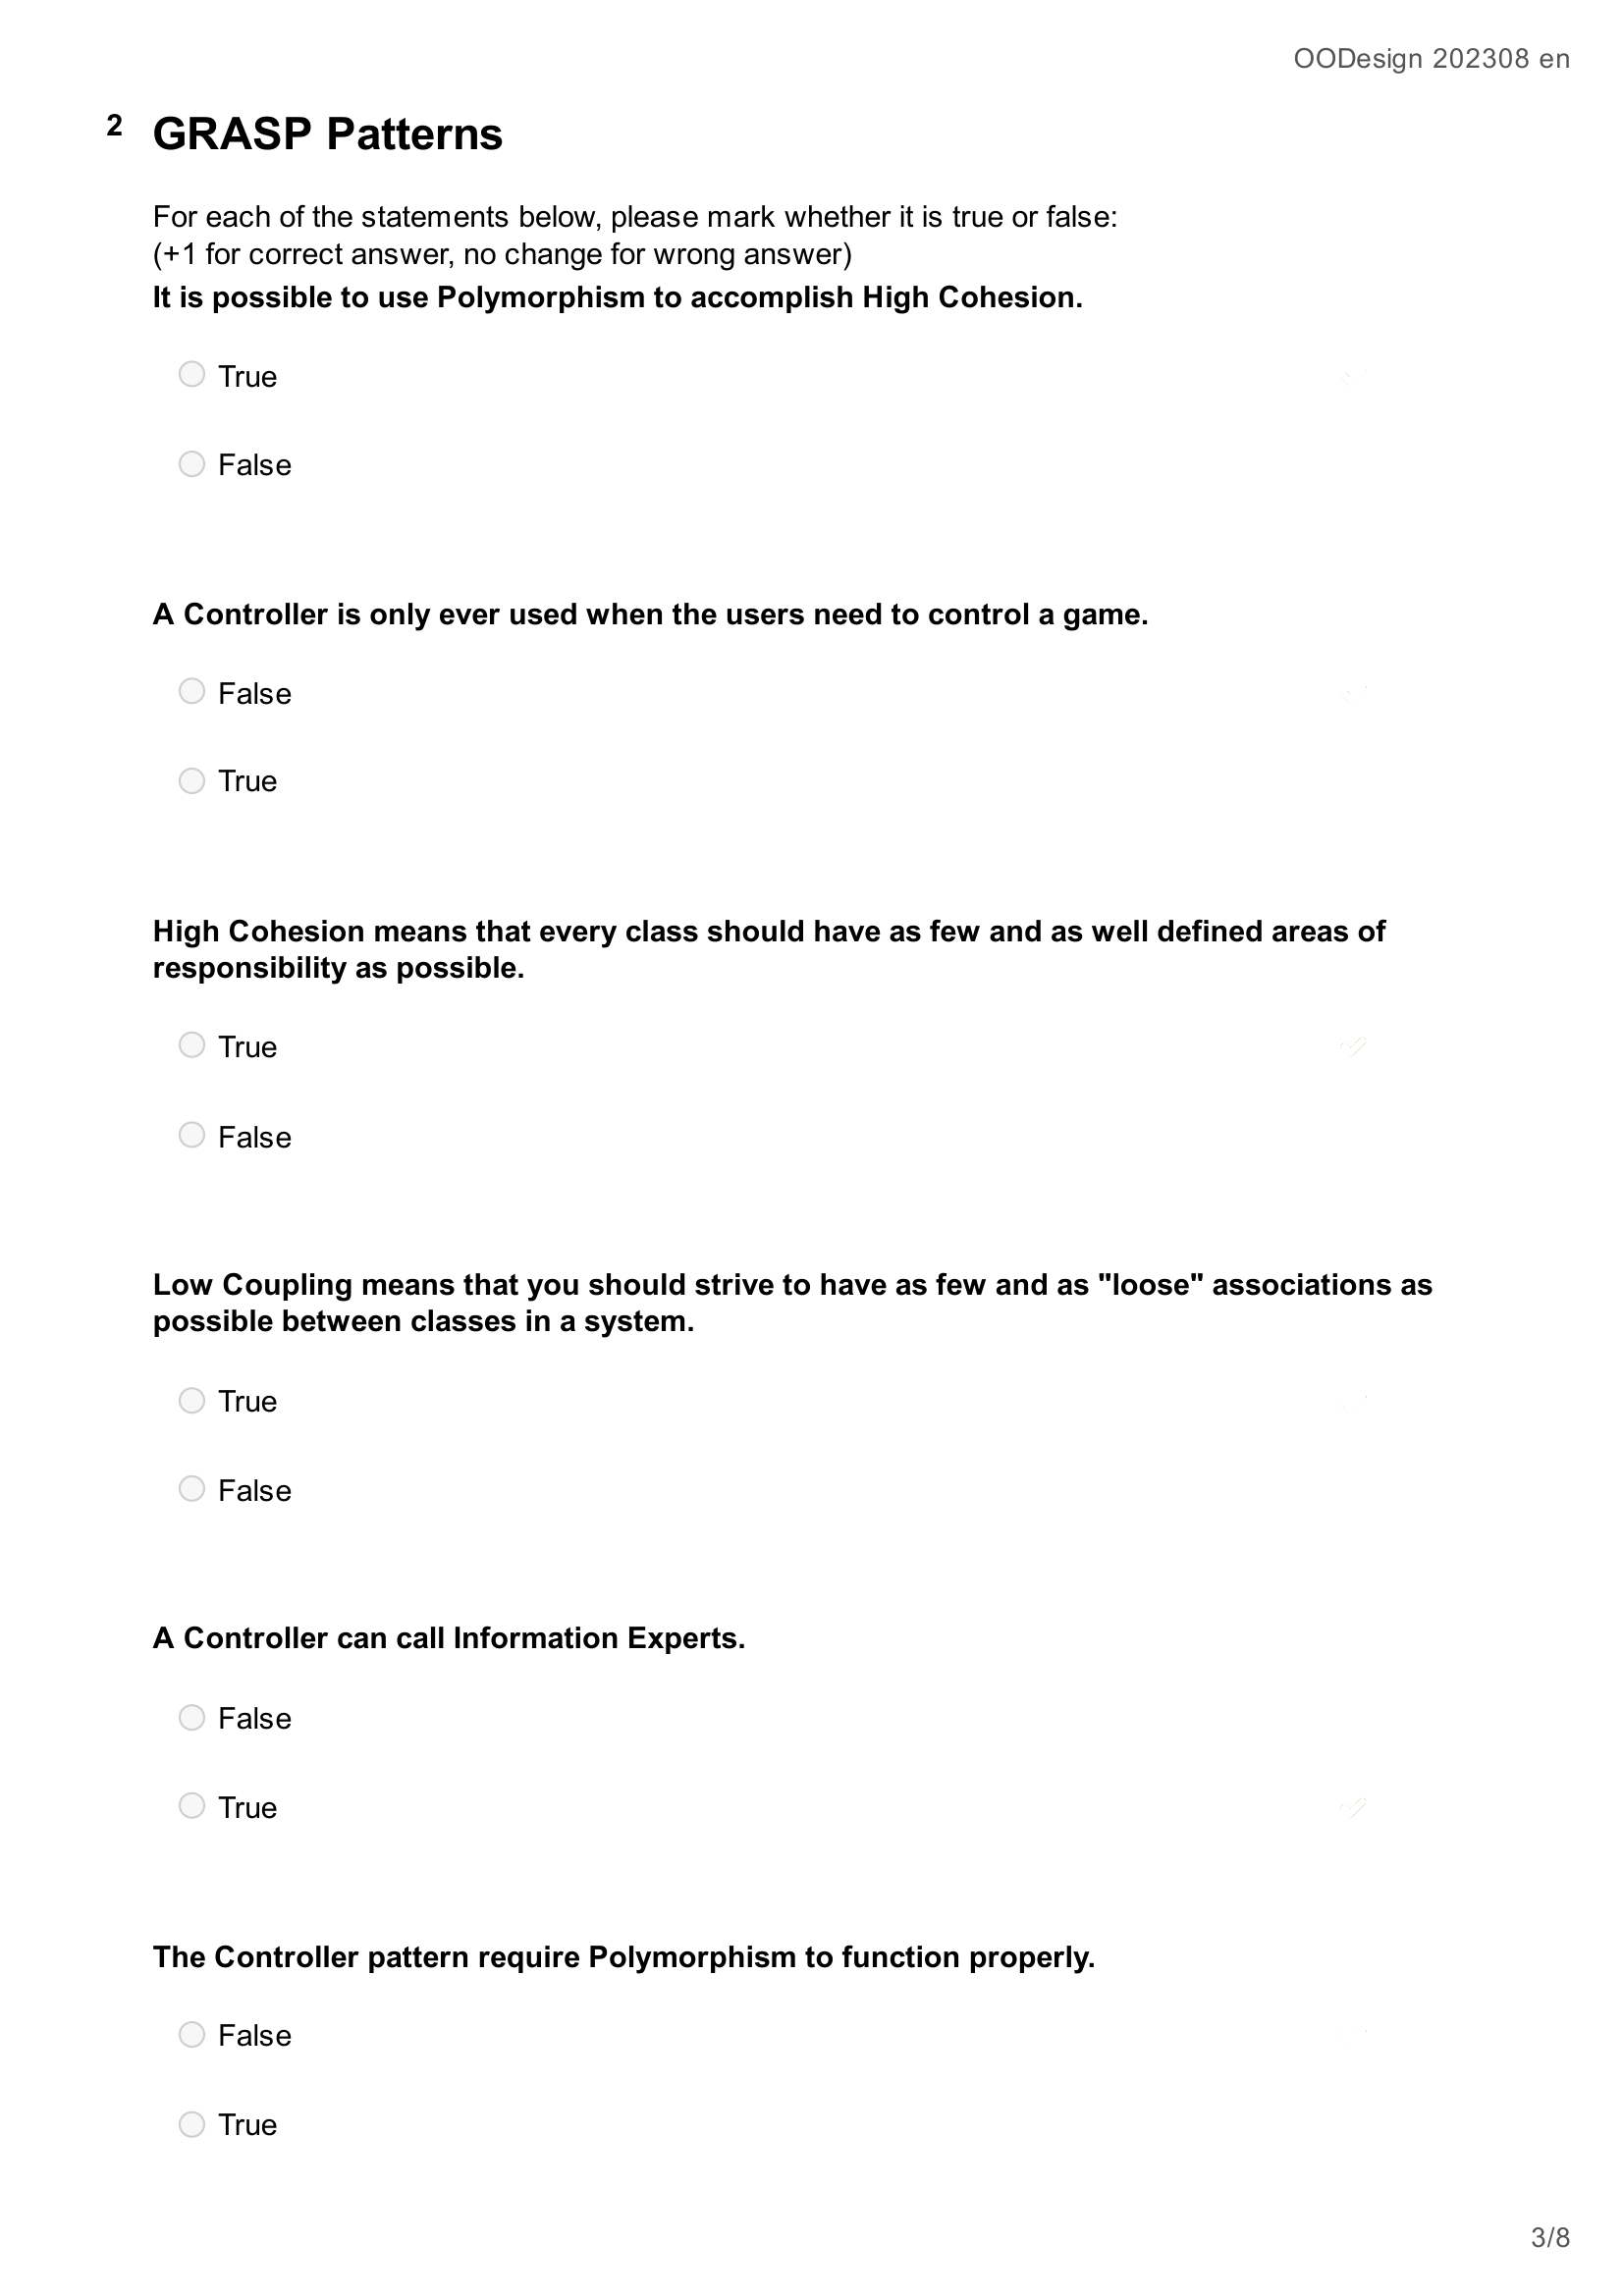 OODesign 202308 en
2 GRASP Patterns
For each of the statements below, please mark whether it is true or false:
(+1 for correct answer, no change for wrong answer)
It is possible to use Polymorphism to accomplish High Cohesion.
True
False
A Controller is only ever used when the users need to control a game.
False
True
High Cohesion means that every class should have as few and as well defined areas of
responsibility as possible.
True
False
Low Coupling means that you should strive to have as few and as "loose" associations as
possible between classes in a system.
True
False
A Controller can call Information Experts.
False
True
The Controller pattern require Polymorphism to function properly.
False
True
3/8